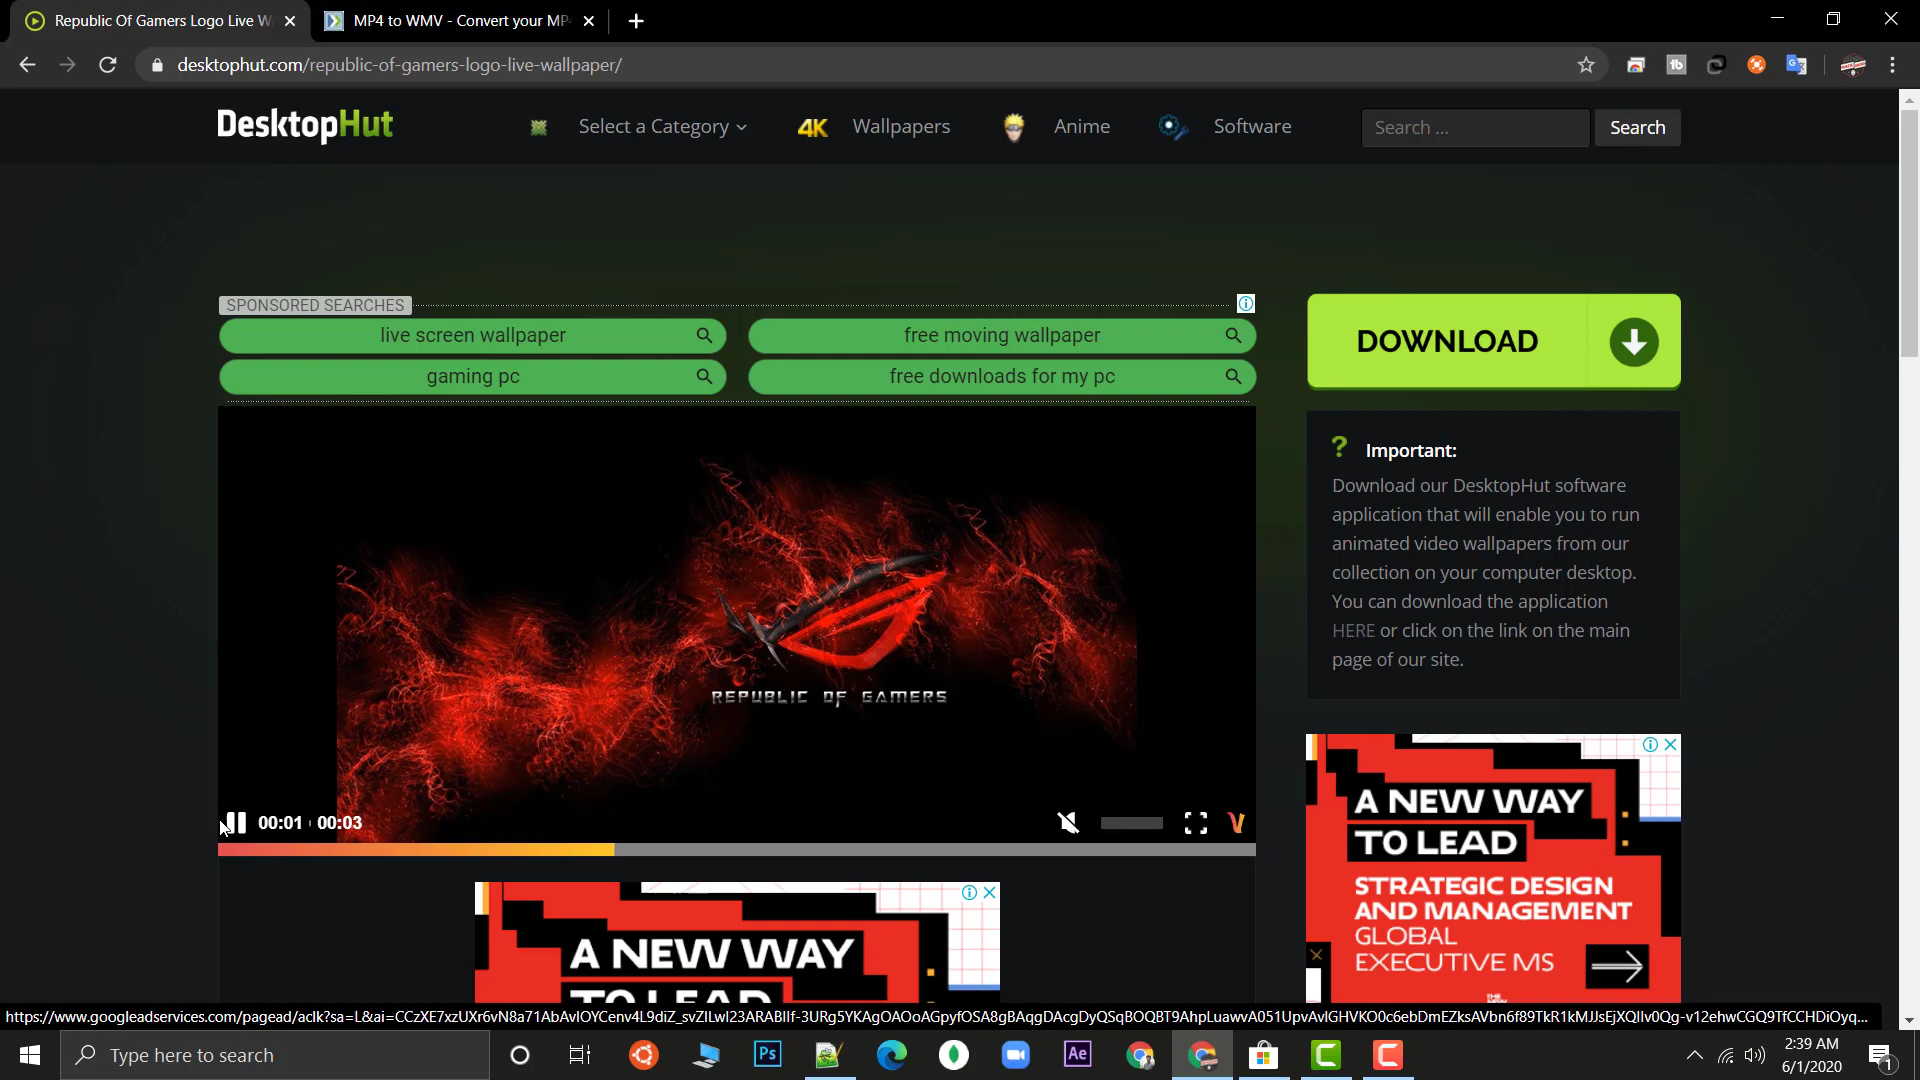 Republic Of Gamers Logo Live W
MP4 to WMV - Convert your MP
desktophut.com/republic-of-gamers-logo-live-wallpaper/
DesktopHut
Select a Category
4K
Wallpapers
Anime
Software
Search ...
Search
SPONSORED SEARCHES
live screen wallpaper
free moving wallpaper
gaming pc
free downloads for my pc
DOWNLOAD
? Important:
Download our DesktopHut software
application that will enable you to run
animated video wallpapers from our
collection on your computer desktop.
You can download the application
HERE or click on the link on the main
page of our site.
REPUBLIC OF GAMERS
00:01
00:03
A NEW WAY
TO LEAD
STRATEGIC DESIGN
AND MANAGEMENT
GLOBAL
EXECUTIVE MS
A NEW WAY
TO LEAD
Type here to search
Ps
Ae
2:39 AM
6/1/2020
1